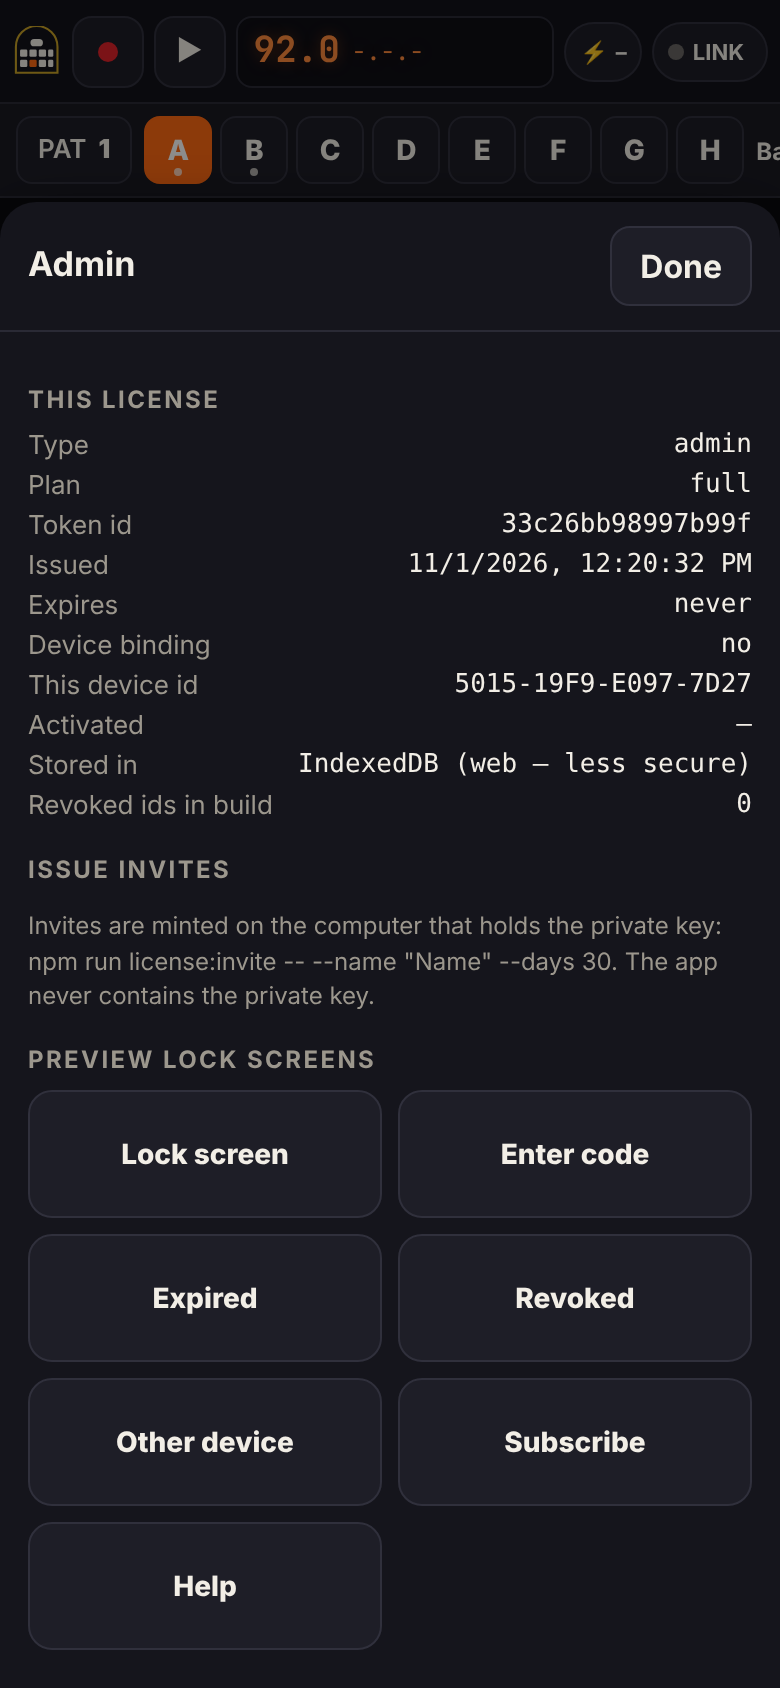 92.0 -.-.-
⚡ –
LINK
PAT 1
A
B
C
D
E
F
G
H
Admin
Done
THIS LICENSE
Type admin
Plan full
Token id 33c26bb98997b99f
Issued 11/1/2026, 12:20:32 PM
Expires never
Device binding no
This device id 5015-19F9-E097-7D27
Activated —
Stored in IndexedDB (web — less secure)
Revoked ids in build 0
ISSUE INVITES
Invites are minted on the computer that holds the private key:
npm run license:invite -- --name "Name" --days 30. The app
never contains the private key.
PREVIEW LOCK SCREENS
Lock screen
Enter code
Expired
Revoked
Other device
Subscribe
Help